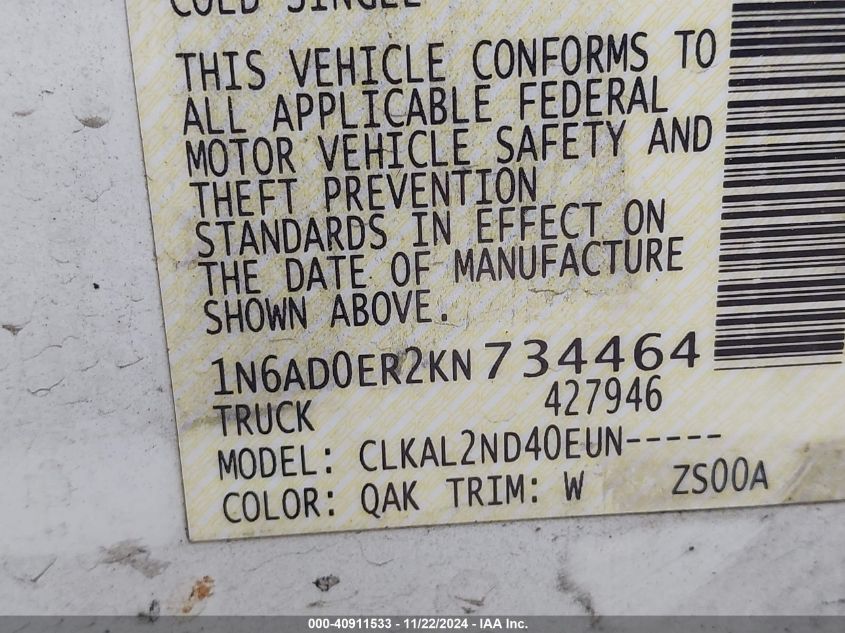 COLD SINGLE
THIS VEHICLE CONFORMS TO
ALL APPLICABLE FEDERAL
MOTOR VEHICLE SAFETY AND
THEFT PREVENTION
STANDARDS IN EFFECT ON
THE DATE OF MANUFACTURE
SHOWN ABOVE.
1N6AD0ER2KN734464
TRUCK 427946
MODEL: CLKAL2ND40EUN-----
COLOR: QAK TRIM: W ZS00A
000-40911533 - 11/22/2024 - IAA Inc.